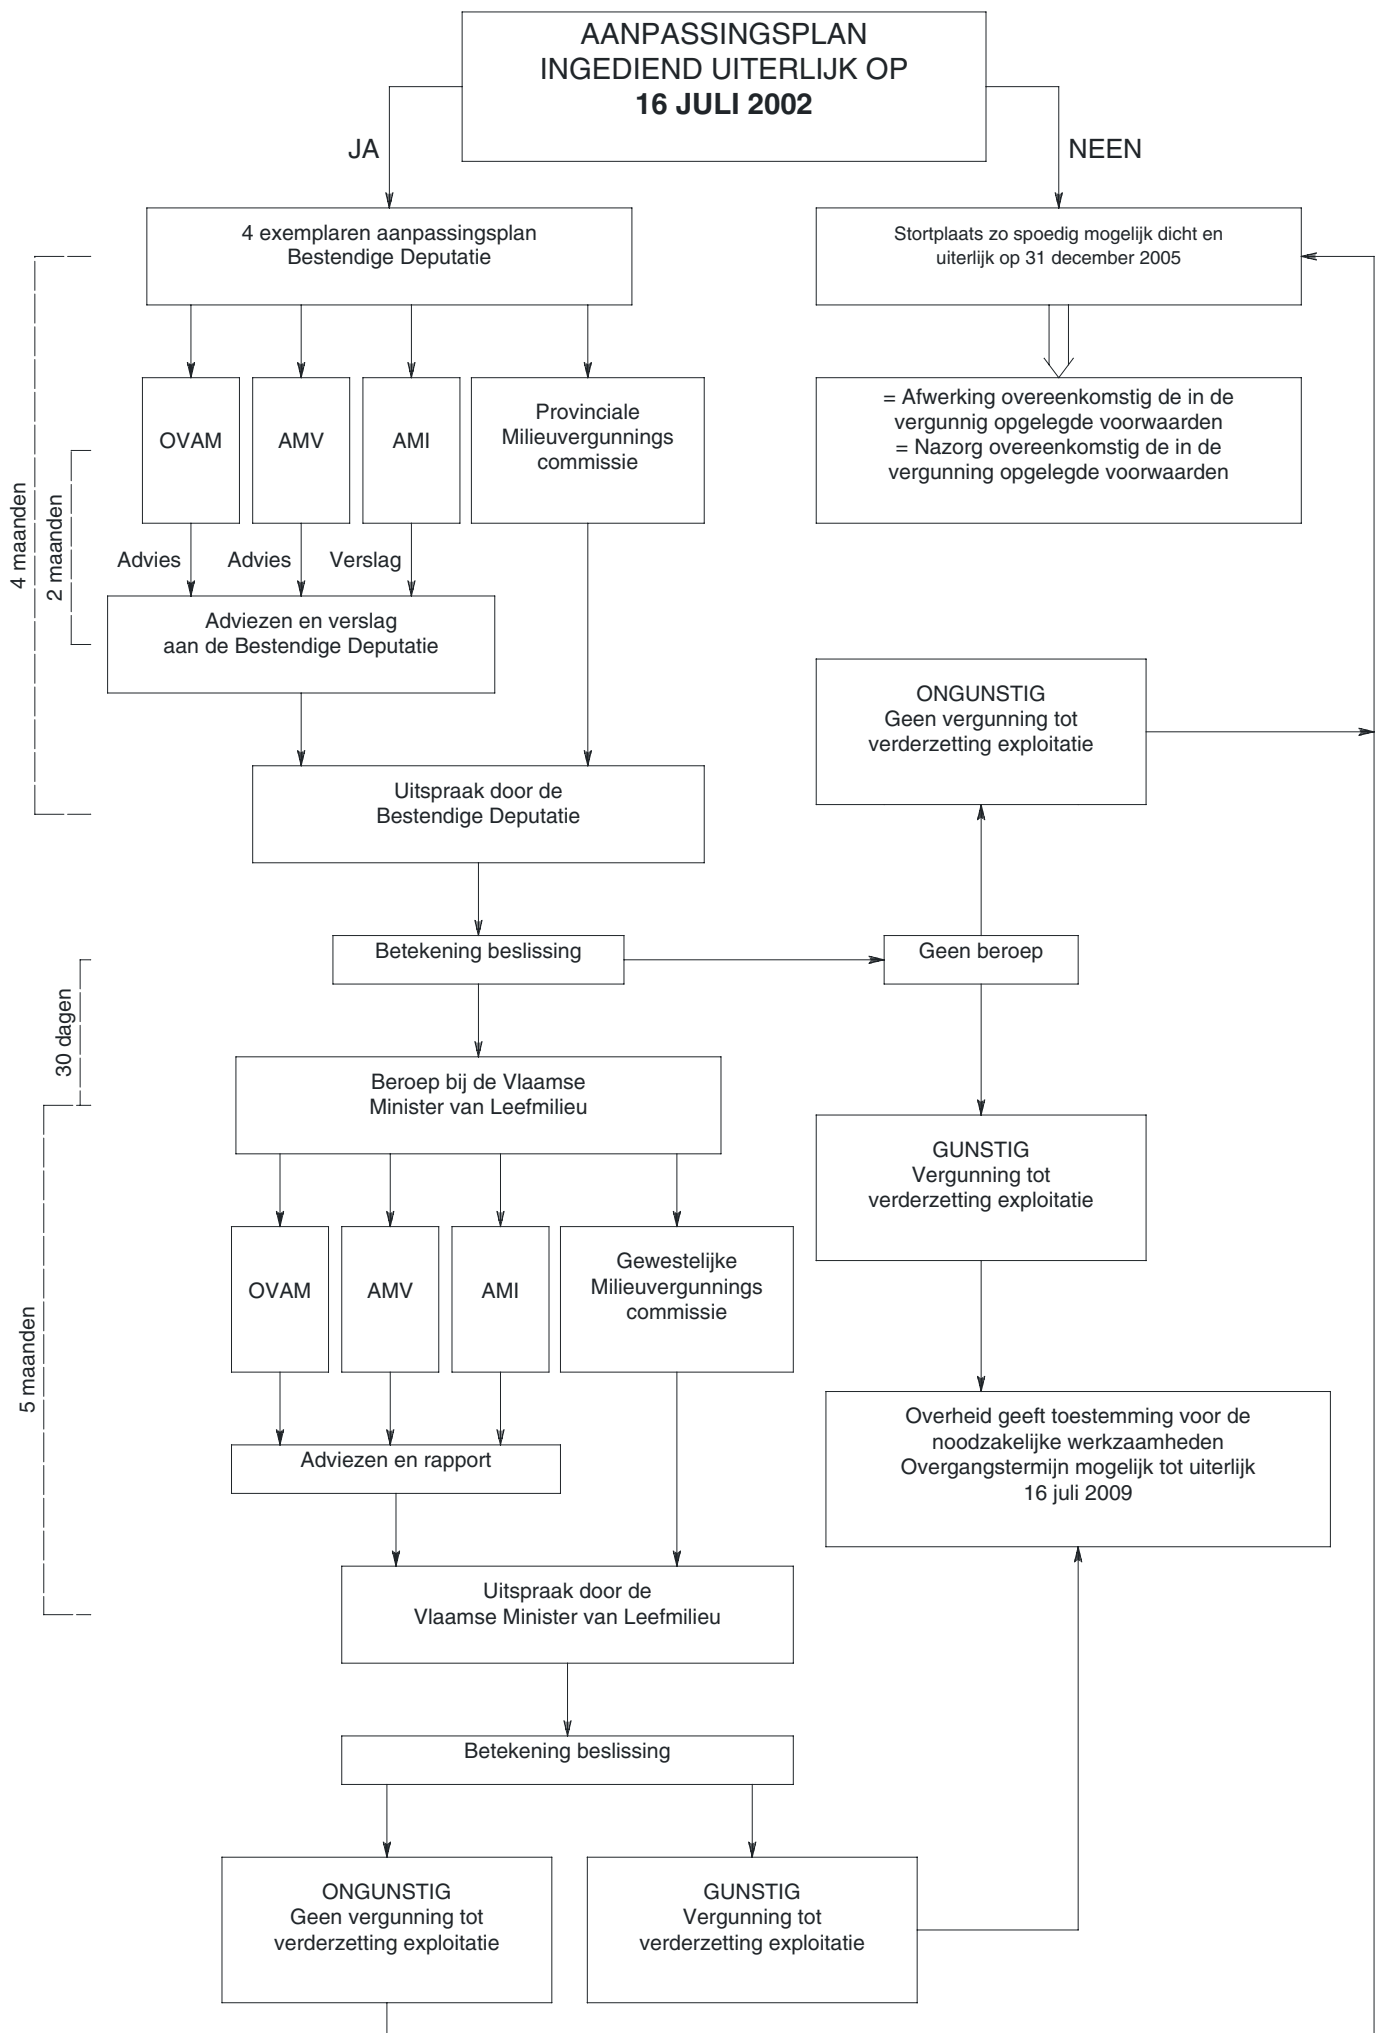 AANPASSINGSPLAN
INGEDIEND UITERLIJK OP
16 JULI 2002
JA
NEEN
4 exemplaren aanpassingsplan
Bestendige Deputatie
Stortplaats zo spoedig mogelijk dicht en
uiterlijk op 31 december 2005
OVAM
AMV
AMI
Provinciale
Milieuvergunnings
commissie
= Afwerking overeenkomstig de in de
vergunnig opgelegde voorwaarden
= Nazorg overeenkomstig de in de
vergunning opgelegde voorwaarden
4 maanden
2 maanden
Advies
Advies
Verslag
Adviezen en verslag
aan de Bestendige Deputatie
ONGUNSTIG
Geen vergunning tot
verderzetting exploitatie
Uitspraak door de
Bestendige Deputatie
Betekening beslissing
Geen beroep
30 dagen
Beroep bij de Vlaamse
Minister van Leefmilieu
GUNSTIG
Vergunning tot
verderzetting exploitatie
OVAM
AMV
AMI
Gewestelijke
Milieuvergunnings
commissie
5 maanden
Overheid geeft toestemming voor de
noodzakelijke werkzaamheden
Overgangstermijn mogelijk tot uiterlijk
16 juli 2009
Adviezen en rapport
Uitspraak door de
Vlaamse Minister van Leefmilieu
Betekening beslissing
ONGUNSTIG
Geen vergunning tot
verderzetting exploitatie
GUNSTIG
Vergunning tot
verderzetting exploitatie